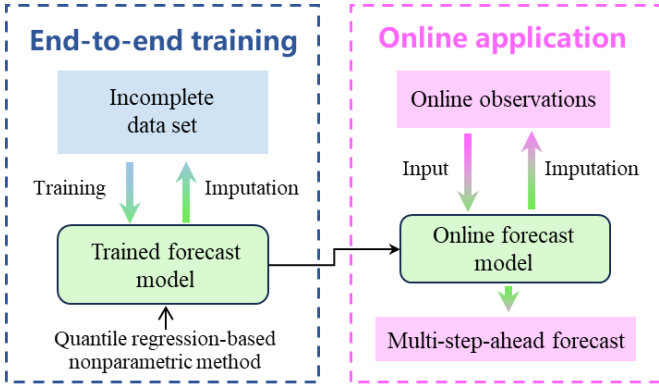 End-to-end training
Incomplete
data set
Training
Imputation
Trained forecast
model
Quantile regression-based
nonparametric method
Online application
Online observations
Input
Imputation
Online forecast
model
Multi-step-ahead forecast